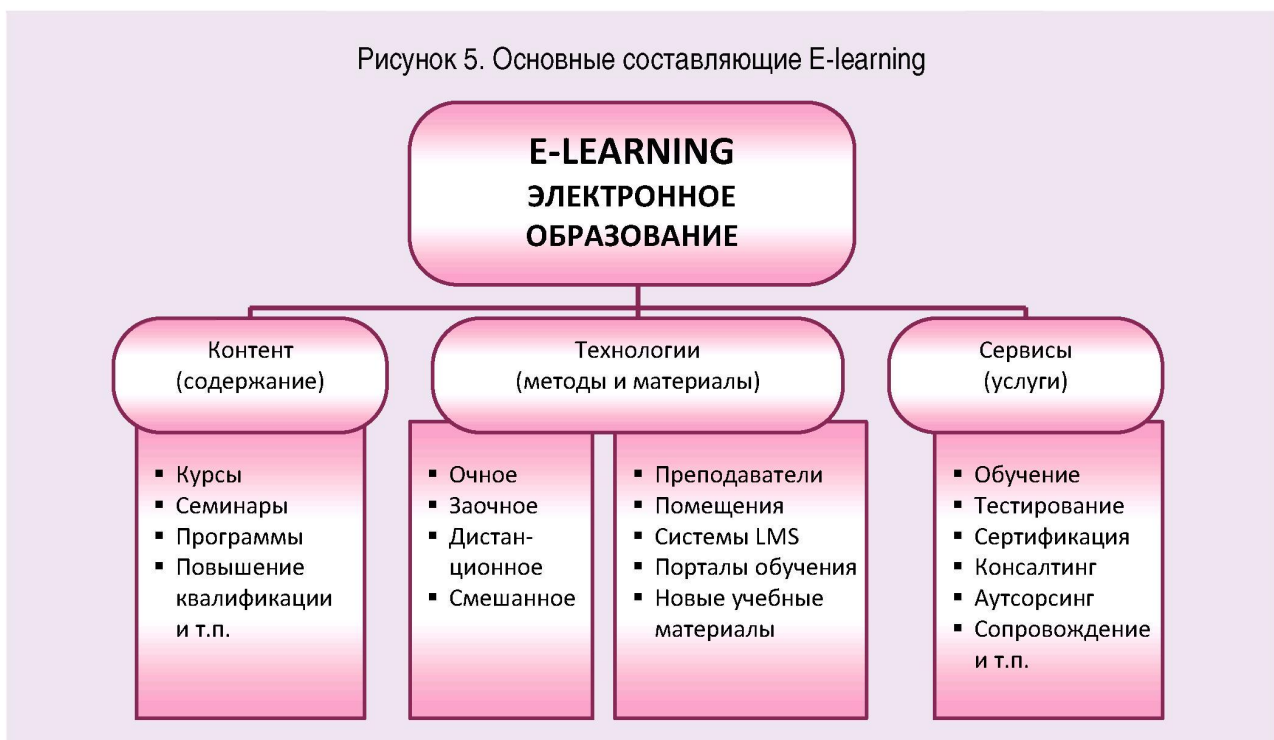 Рисунок 5. Основные составляющие E-learning
E-LEARNING
ЭЛЕКТРОННОЕ
ОБРАЗОВАНИЕ
Контент
(содержание)
Технологии
(методы и материалы)
Сервисы
(услуги)
▪ Курсы
▪ Семинары
▪ Программы
▪ Повышение
квалификации
и т.п.
▪ Очное
▪ Заочное
▪ Дистан-
ционное
▪ Смешанное
▪ Преподаватели
▪ Помещения
▪ Системы LMS
▪ Порталы обучения
▪ Новые учебные
материалы
▪ Обучение
▪ Тестирование
▪ Сертификация
▪ Консалтинг
▪ Аутсорсинг
▪ Сопровождение
и т.п.